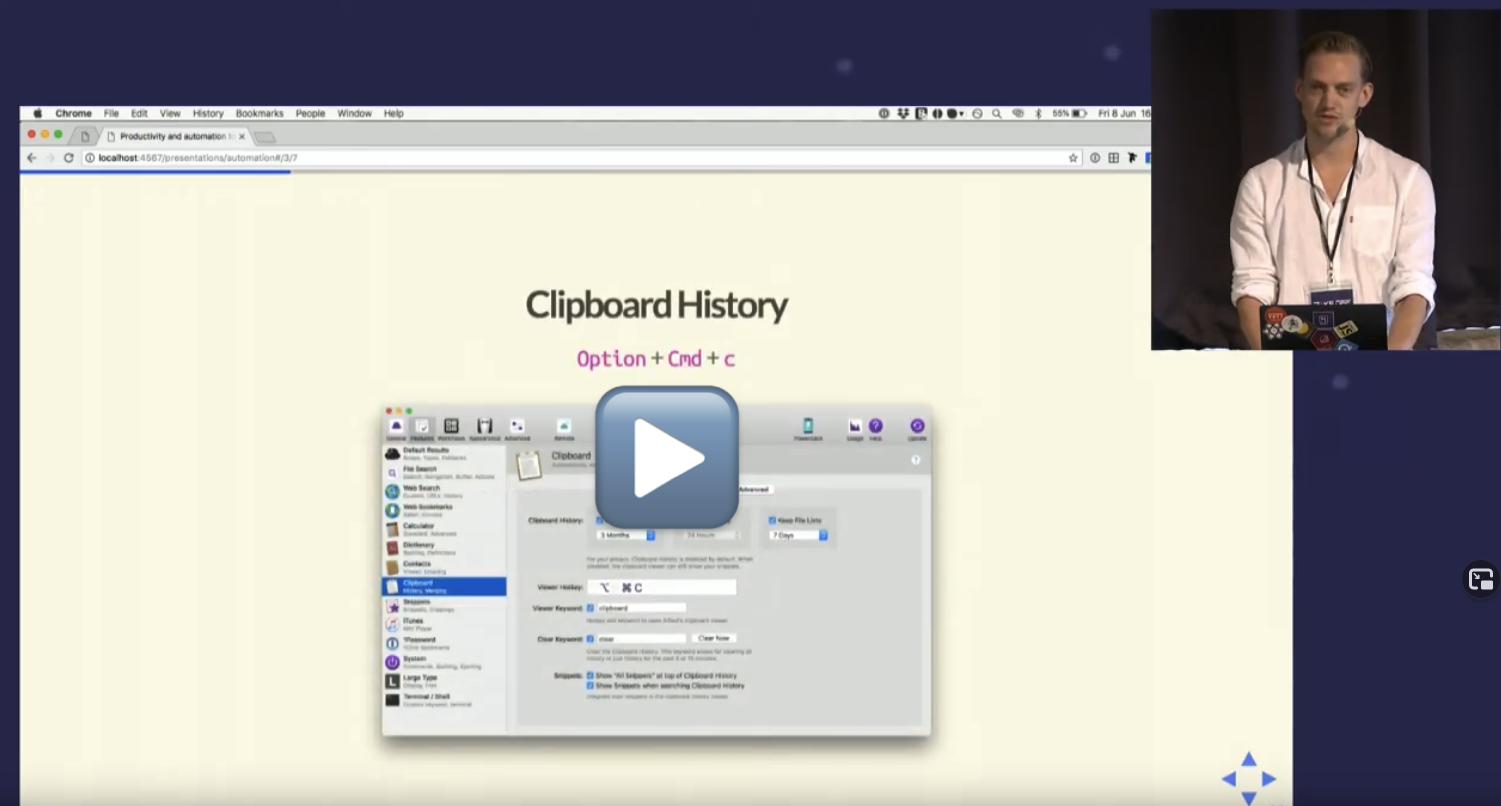 Chrome File Edit View History Bookmarks People Window Help
55% Fri 8 Jun 16
Productivity and automation
localhost:4567/presentations/automation#/3/7
Clipboard History
Option + Cmd + c
General Features Workflows Appearance Advanced Remote Powerpack Usage Help Update
Default Results
File Search
Web Search
Web Bookmarks
Calculator
Dictionary
Contacts
Clipboard
History, Merging
Snippets
iTunes
Mini Player
1Password
System
Large Type
Terminal / Shell
Clipboard
Advanced
Clipboard History:
Keep File Lists
3 Months
24 Hours
7 Days
Viewer Hotkey: ⌥ ⌘ C
Viewer Keyword: clipboard
Clear Keyword: clear Clear Now
Snippets: Show "All Snippets" at top of Clipboard History
Show Snippets when searching Clipboard History